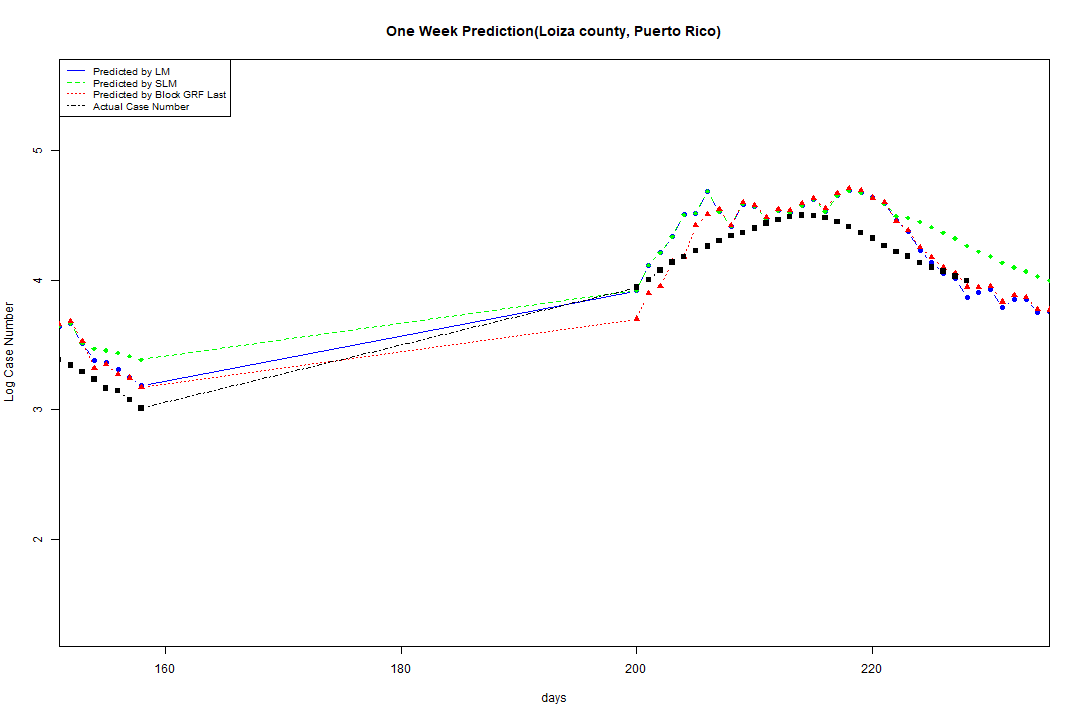 One Week Prediction(Loiza county, Puerto Rico)
Predicted by LM
Predicted by SLM
Predicted by Block GRF Last
Actual Case Number
5
4
3
2
Log Case Number
160 180 200 220
days